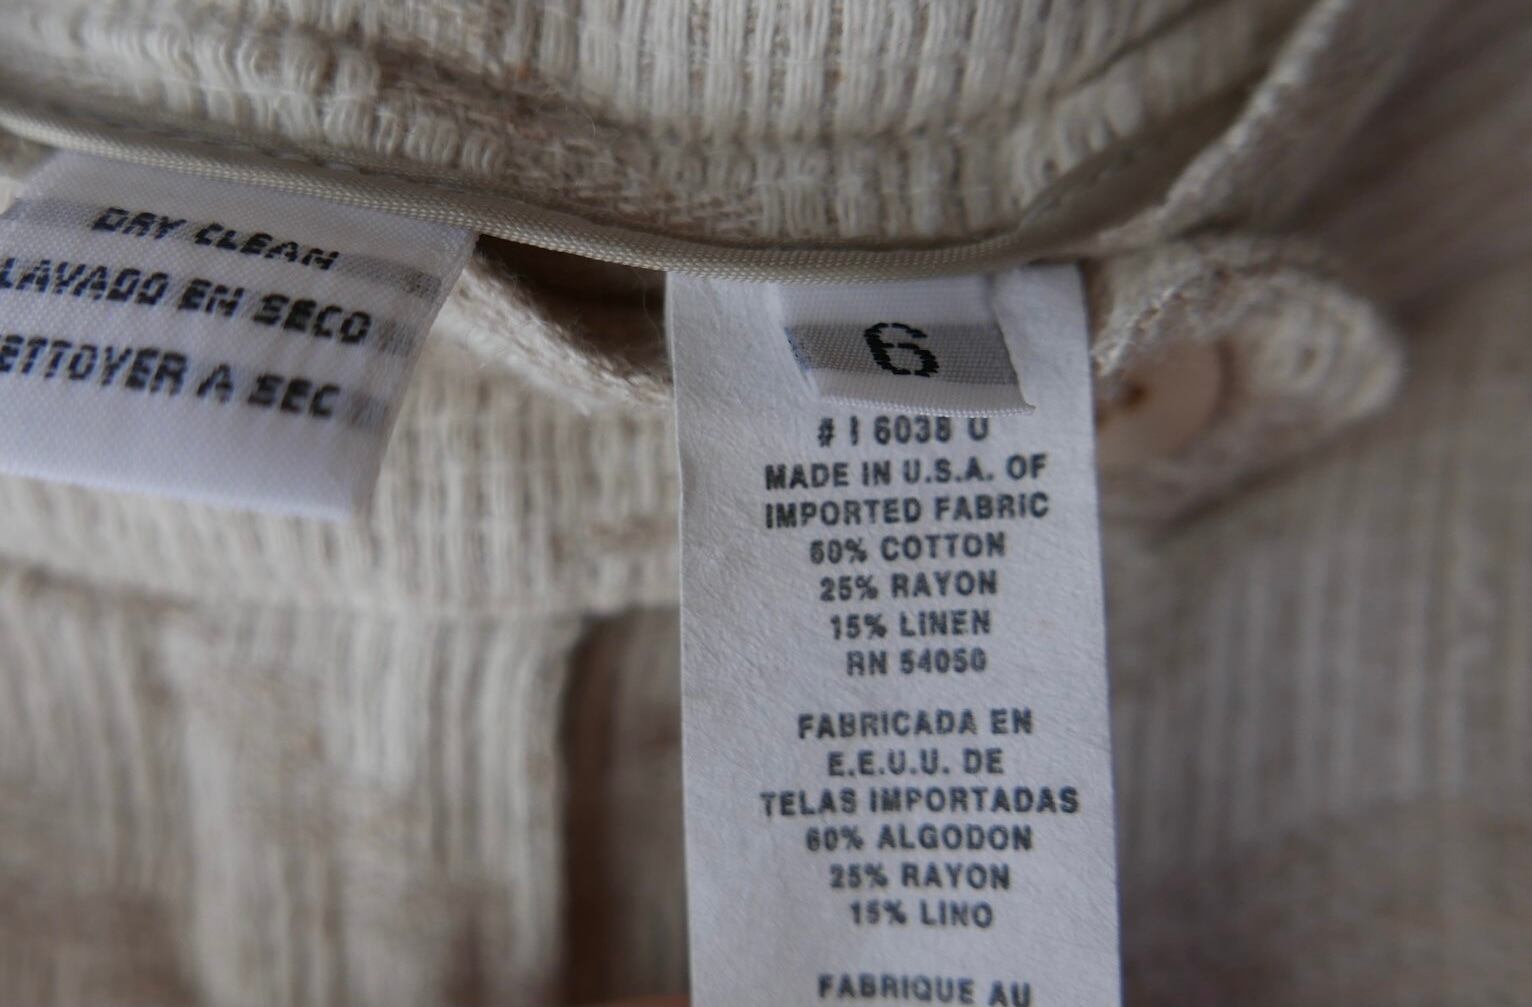 DRY CLEAN
LAVADO EN SECO
ETTOYER A SEC
6
# I 6038 U
MADE IN U.S.A. OF
IMPORTED FABRIC
60% COTTON
25% RAYON
15% LINEN
RN 54050
FABRICADA EN
E.E.U.U. DE
TELAS IMPORTADAS
60% ALGODON
25% RAYON
15% LINO
FABRIQUE AU